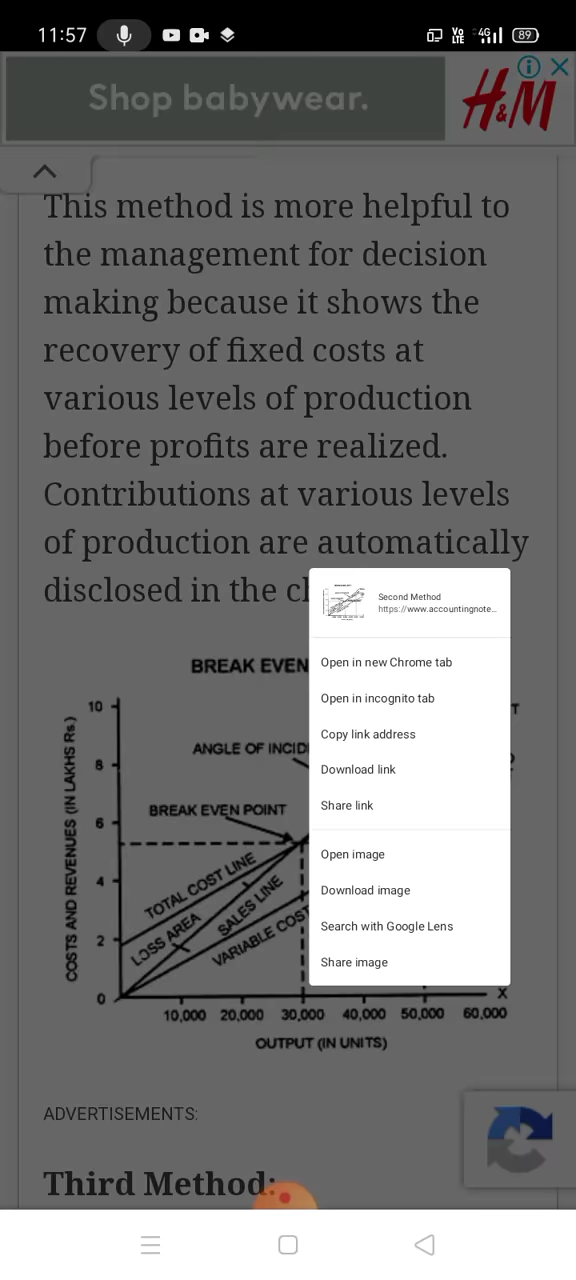 11:57
Vo
LTE
4G
89
Shop babywear.
H&M
This method is more helpful to
the management for decision
making because it shows the
recovery of fixed costs at
various levels of production
before profits are realized.
Contributions at various levels
of production are automatically
disclosed in the
Second Method
https://www.accountingnote...
Open in new Chrome tab
Open in incognito tab
Copy link address
Download link
Share link
Open image
Download image
Search with Google Lens
Share image
BREAK EVEN
10
8
6
4
2
0
COSTS AND REVENUES (IN LAKHS Rs.)
ANGLE OF
BREAK EVEN POINT
TOTAL COST LINE
LOSS AREA
SALES LINE
VARIABLE COST
X
10,000 20,000 30,000 40,000 50,000 60,000
OUTPUT (IN UNITS)
ADVERTISEMENTS:
Third Method: